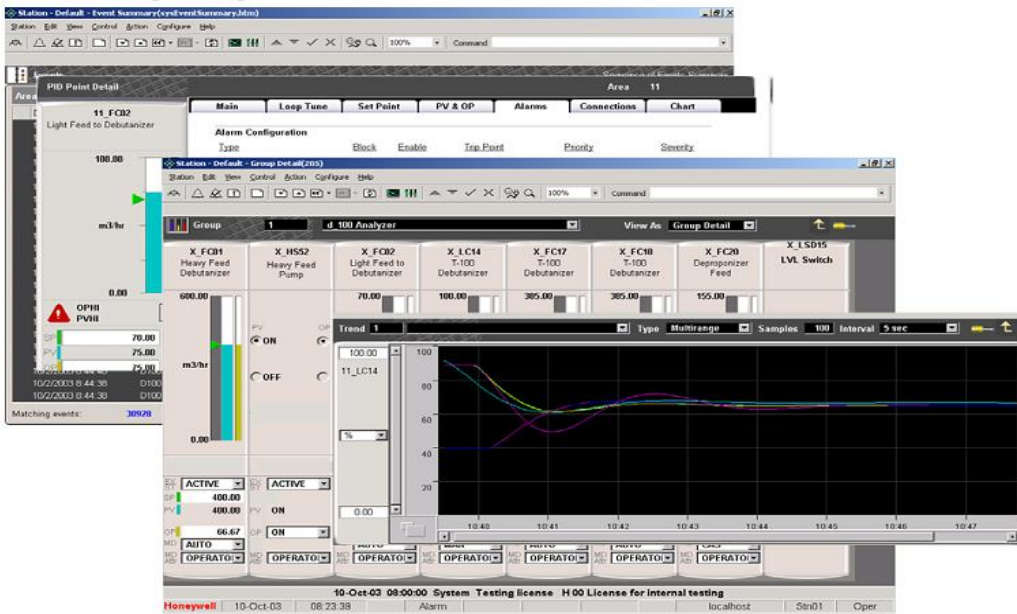 Station - Default - Event Summary(sysEventSummary.htm)
Station Edit View Control Action Configure Help
100% Command
PID Point Detail
Area 11
11_FC02
Light Feed to Debutanizer
Main Loop Tune Set Point PV & OP Alarms Connections Chart
Alarm Configuration
Type Block Enable Trip Point Priority Severity
100.00
m3/hr
0.00
OPHI
PVHI
SP 70.00
PV 75.00
OP 75.00
10/2/2003 8:44:38 D100
10/2/2003 8:44:38 D100
Matching events: 30928
Station - Default - Group Detail(205)
Station Edit View Control Action Configure Help
100% Command
Group 1 d_100 Analyzer View As Group Detail
X_FC01
Heavy Feed
Debutanizer
X_HS52
Heavy Feed
Pump
X_FC02
Light Feed to
Debutanizer
X_LC14
T-100
Debutanizer
X_FC17
T-100
Debutanizer
X_FC18
T-100
Debutanizer
X_FC20
Deproponizer
Feed
X_LSD15
LVL Switch
600.00 70.00 100.00 385.00 385.00 155.00
m3/hr
0.00
PV OP
ON
OFF
ACTIVE ACTIVE
SP 400.00
PV 400.00 PV ON
OP 66.67 OP ON
MD AUTO
OPERATO OPERATO OPERATO OPERATO OPERATO OPERATO OPERATO
Trend 1 Type Multirange Samples 100 Interval 5 sec
100.00
11_LC14
%
0.00
100
80
60
40
20
10:40 10:41 10:42 10:43 10:44 10:45 10:46 10:47
10-Oct-03 08:00:00 System Testing license H 00 License for internal testing
Honeywell 10-Oct-03 08:23:39 Alarm localhost Stn01 Oper